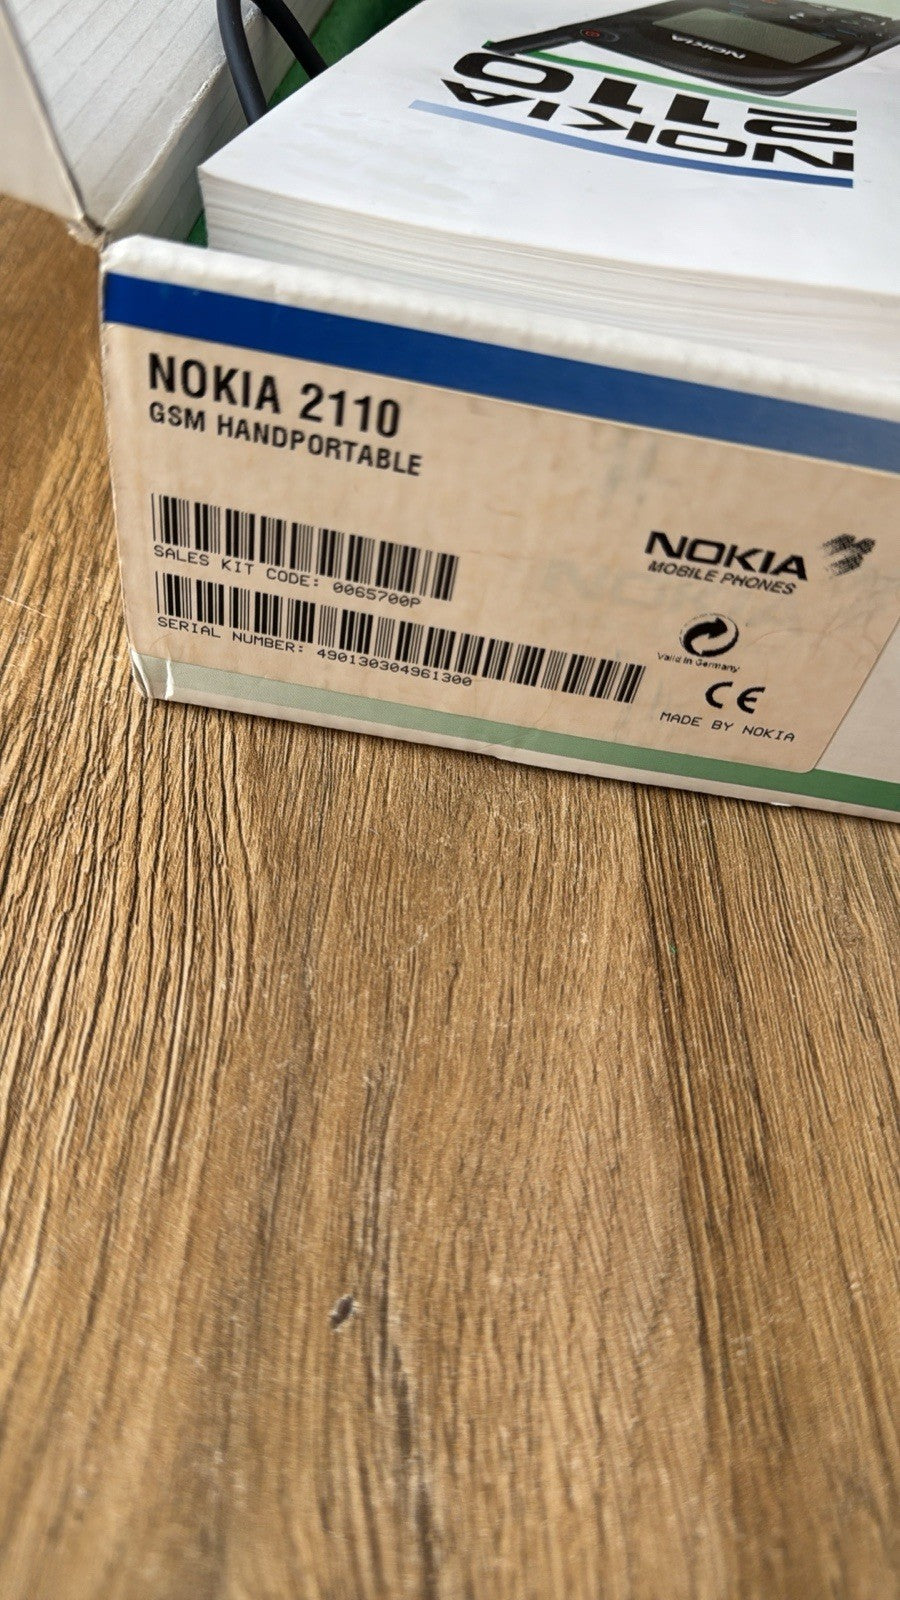 NOKIA
NOKIA
2110
NOKIA 2110
GSM HANDPORTABLE
SALES KIT CODE: 0065700P
SERIAL NUMBER: 490130304961300
NOKIA
MOBILE PHONES
Valid in Germany
CE
MADE BY NOKIA